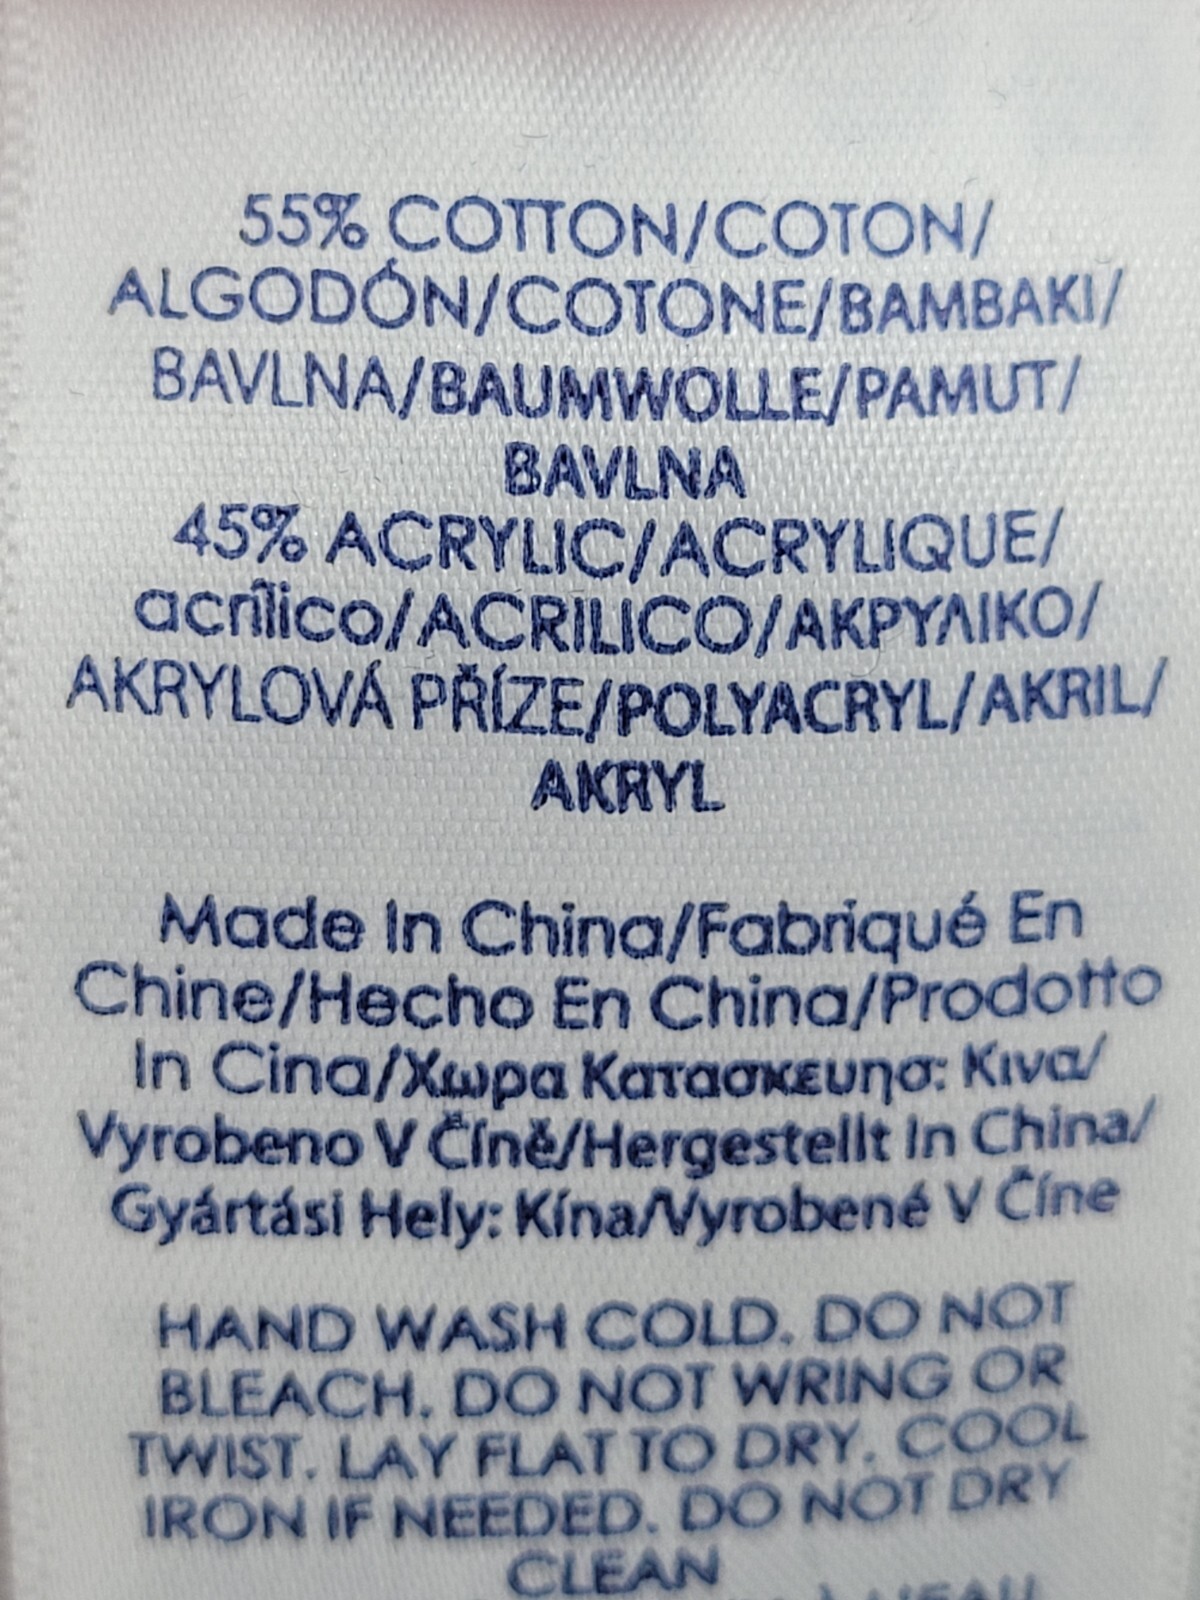 55% COTTON/COTON/
ALGODÓN/COTONE/BAMBAKI/
BAVLNA/BAUMWOLLE/PAMUT/
BAVLNA
45% ACRYLIC/ACRYLIQUE/
acrílico/ACRILICO/ΑΚΡΥΛΙΚΟ/
AKRYLOVÁ PŘÍZE/POLYACRYL/AKRIL/
AKRYL
Made In China/Fabriqué En
Chine/Hecho En China/Prodotto
In Cina/Χωρα Κατασκευησ: Κινα/
Vyrobeno V Číně/Hergestellt In China/
Gyártási Hely: Kína/Vyrobené V Číne
HAND WASH COLD. DO NOT
BLEACH. DO NOT WRING OR
TWIST. LAY FLAT TO DRY. COOL
IRON IF NEEDED. DO NOT DRY
CLEAN